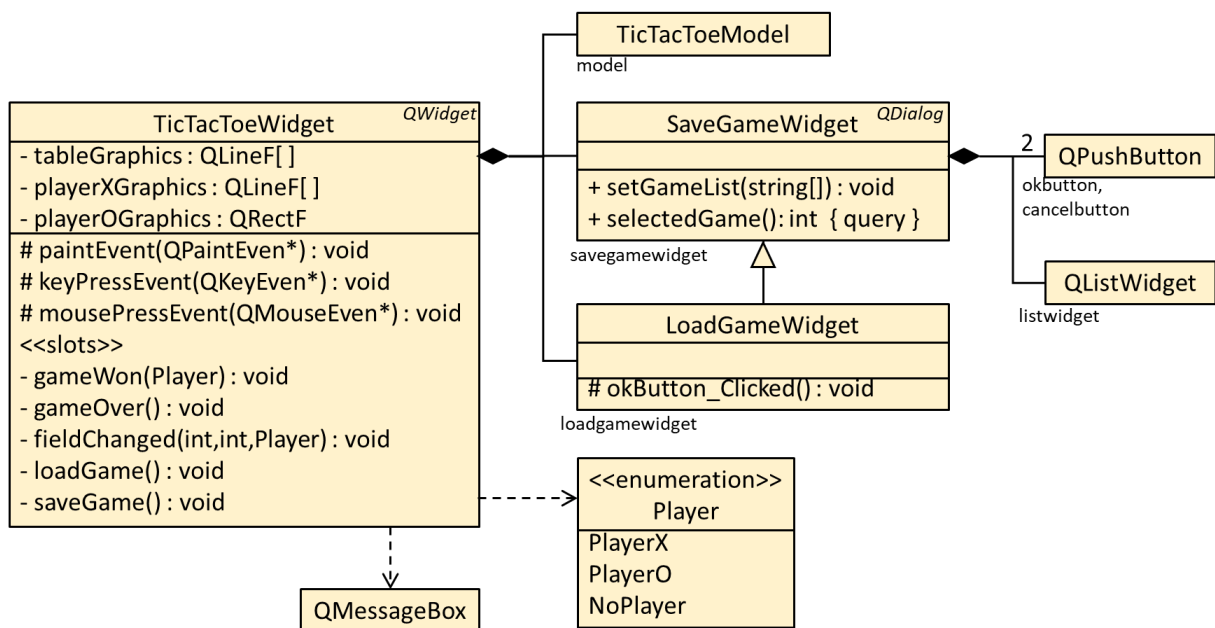 TicTacToeModel
model
QWidget
TicTacToeWidget
- tableGraphics : QLineF[ ]
- playerXGraphics : QLineF[ ]
- playerOGraphics : QRectF
# paintEvent(QPaintEven*) : void
# keyPressEvent(QKeyEven*) : void
# mousePressEvent(QMouseEven*) : void
<<slots>>
- gameWon(Player) : void
- gameOver() : void
- fieldChanged(int,int,Player) : void
- loadGame() : void
- saveGame() : void
QDialog
SaveGameWidget
+ setGameList(string[]) : void
+ selectedGame(): int { query }
savegamewidget
2
QPushButton
okbutton,
cancelbutton
QListWidget
listwidget
LoadGameWidget
# okButton_Clicked() : void
loadgamewidget
<<enumeration>>
Player
PlayerX
PlayerO
NoPlayer
QMessageBox